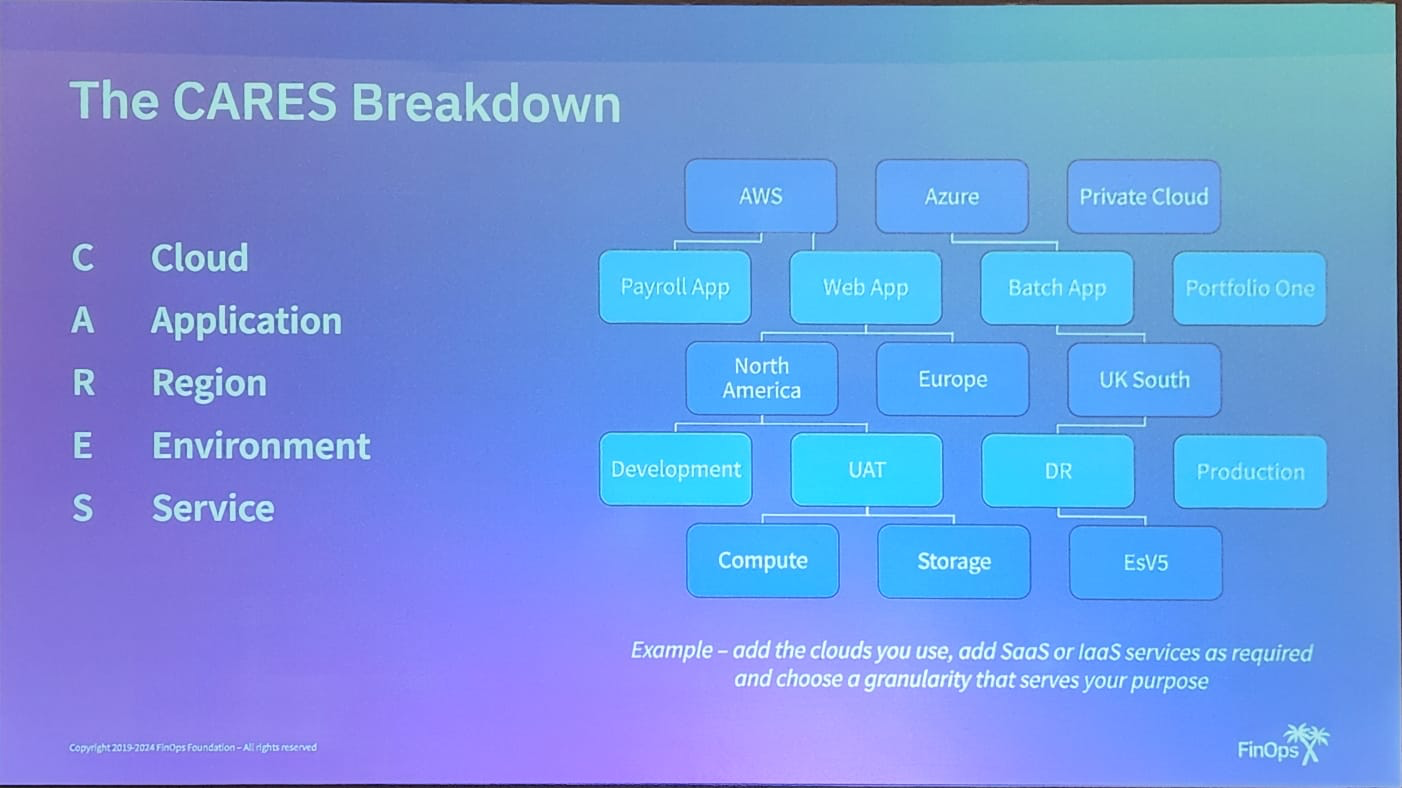 The CARES Breakdown
C Cloud
A Application
R Region
E Environment
S Service
AWS
Azure
Private Cloud
Payroll App
Web App
Batch App
Portfolio One
North
America
Europe
UK South
Development
UAT
DR
Production
Compute
Storage
EsV5
Example – add the clouds you use, add SaaS or IaaS services as required
and choose a granularity that serves your purpose
Copyright 2019-2024 FinOps Foundation – All rights reserved
FinOps